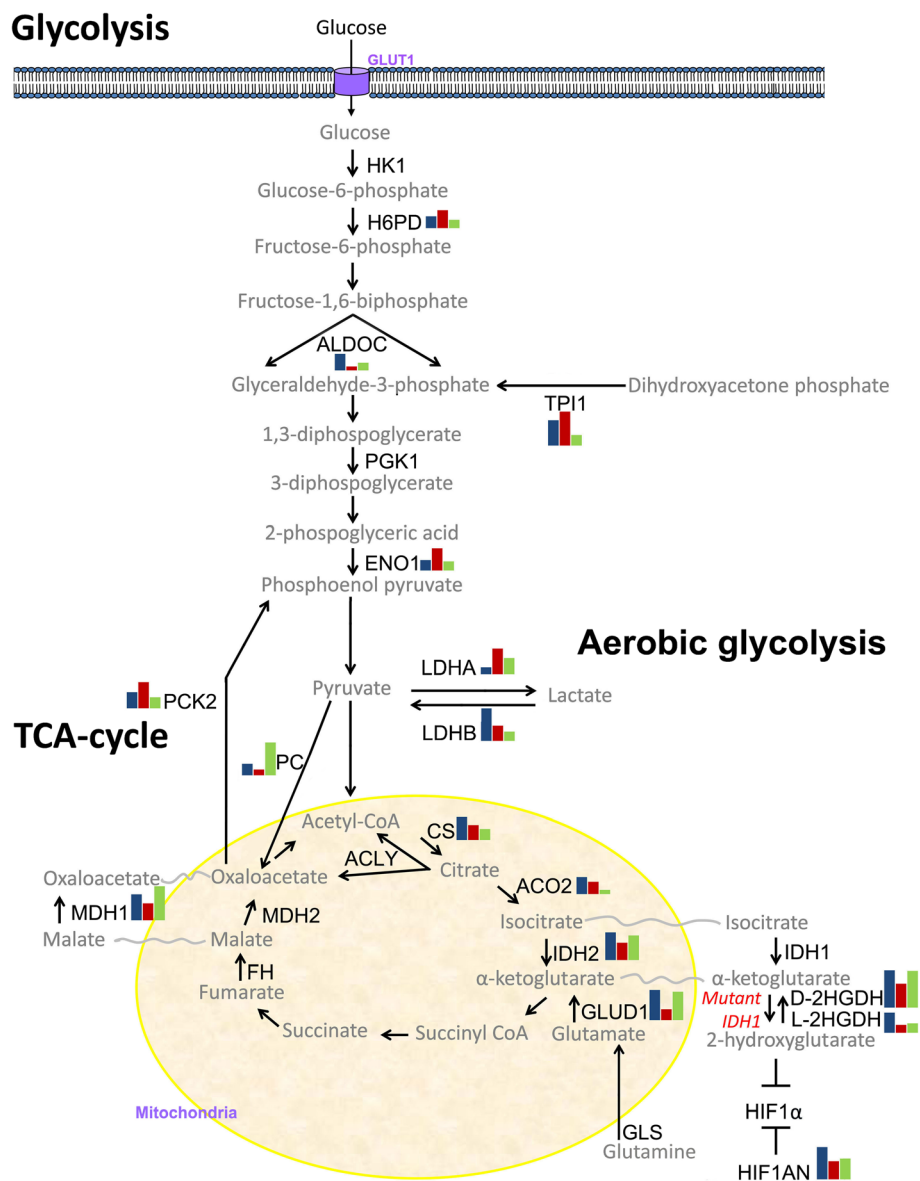 Glycolysis
Glucose
GLUT1
Glucose
HK1
Glucose-6-phosphate
H6PD
Fructose-6-phosphate
Fructose-1,6-biphosphate
ALDOC
Glyceraldehyde-3-phosphate
Dihydroxyacetone phosphate
TPI1
1,3-diphospoglycerate
PGK1
3-diphospoglycerate
2-phospoglyceric acid
ENO1
Phosphoenol pyruvate
Aerobic glycolysis
LDHA
Pyruvate
Lactate
PCK2
LDHB
TCA-cycle
PC
Acetyl-CoA
CS
ACLY
Citrate
Oxaloacetate
Oxaloacetate
ACO2
MDH1
MDH2
Isocitrate
Isocitrate
Malate
Malate
IDH2
IDH1
FH
α-ketoglutarate
α-ketoglutarate
Fumarate
Mutant
D-2HGDH
GLUD1
IDH1
L-2HGDH
Succinate
Succinyl CoA
Glutamate
2-hydroxyglutarate
Mitochondria
HIF1α
GLS
Glutamine
HIF1AN